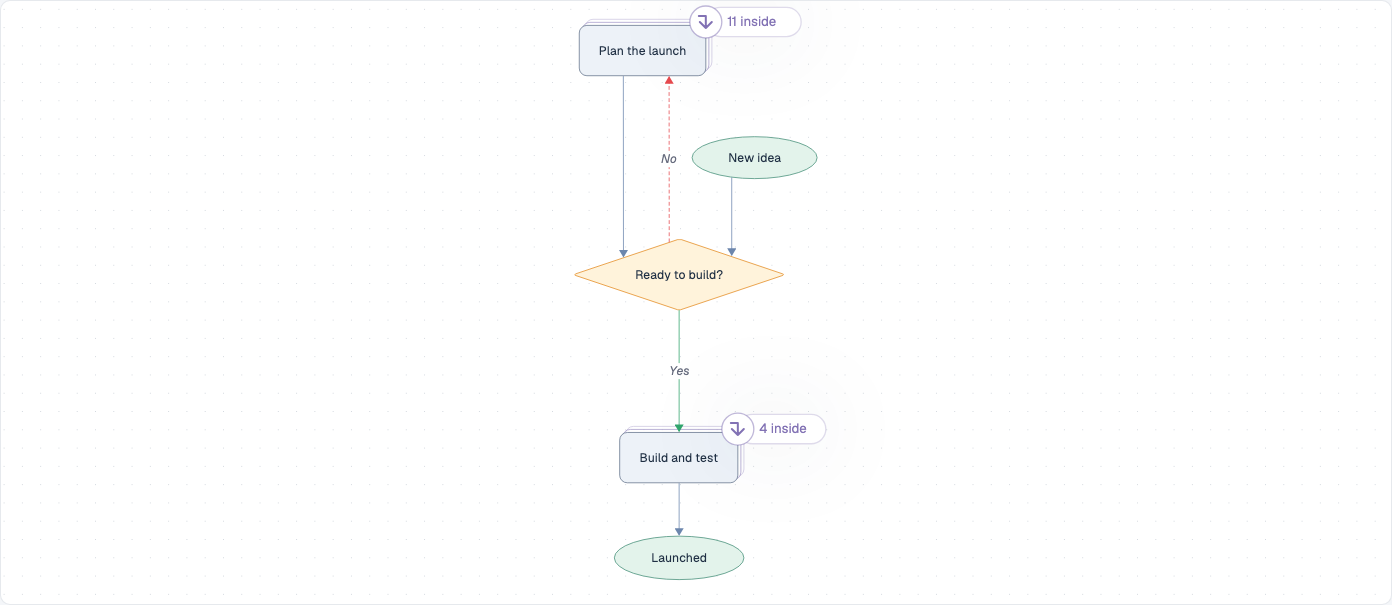 11 inside
Plan the launch
No
New idea
Ready to build?
Yes
4 inside
Build and test
Launched